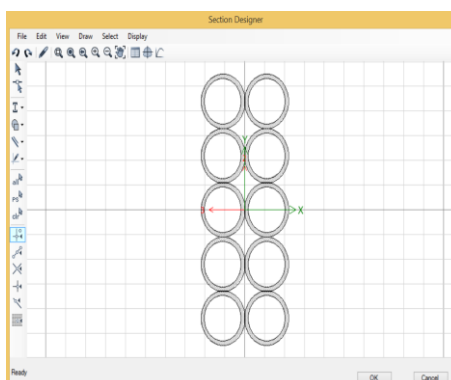 Section Designer
File Edit View Draw Select Display
Y
X
Ready
OK Cancel